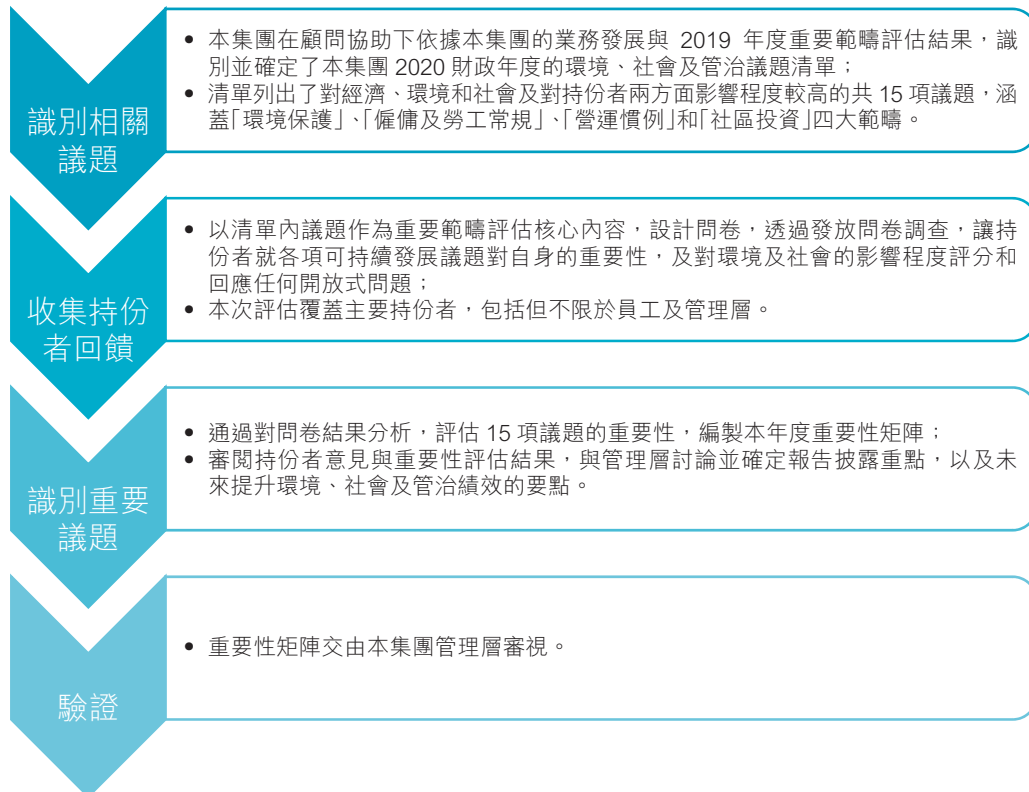 識別相關
議題
• 本集團在顧問協助下依據本集團的業務發展與 2019 年度重要範疇評估結果，識
別並確定了本集團 2020 財政年度的環境、社會及管治議題清單；
• 清單列出了對經濟、環境和社會及對持份者兩方面影響程度較高的共 15 項議題，涵
蓋「環境保護」、「僱傭及勞工常規」、「營運慣例」和「社區投資」四大範疇。
收集持份
者回饋
• 以清單內議題作為重要範疇評估核心內容，設計問卷，透過發放問卷調查，讓持
份者就各項可持續發展議題對自身的重要性，及對環境及社會的影響程度評分和
回應任何開放式問題；
• 本次評估覆蓋主要持份者，包括但不限於員工及管理層。
識別重要
議題
• 通過對問卷結果分析，評估 15 項議題的重要性，編製本年度重要性矩陣；
• 審閱持份者意見與重要性評估結果，與管理層討論並確定報告披露重點，以及未
來提升環境、社會及管治績效的要點。
驗證
• 重要性矩陣交由本集團管理層審視。